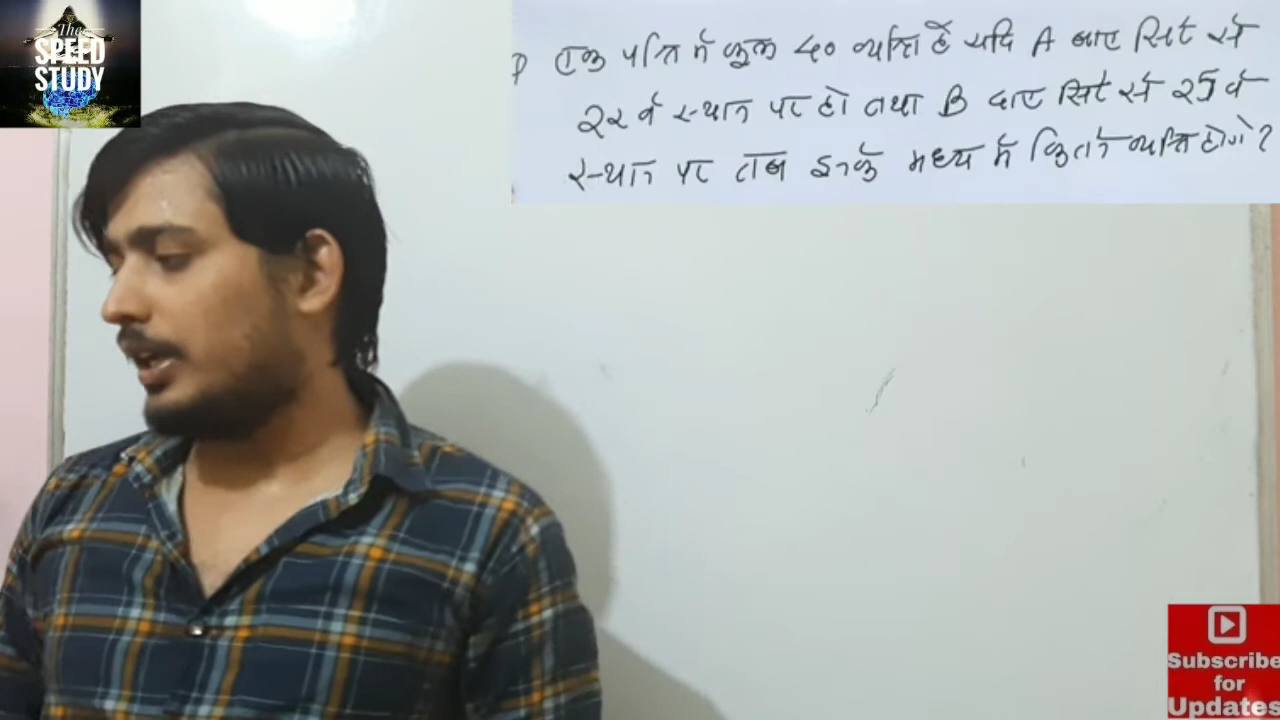 The
SPEED
STUDY
एक पंक्ति में कुल 40 व्यक्ति हैं यदि A बाएं सिरे से
22 वें स्थान पर हो तथा B दाएं सिरे से 25 वें
स्थान पर तब इनके मध्य में कितने व्यक्ति होंगे?
Subscribe
for
Updates